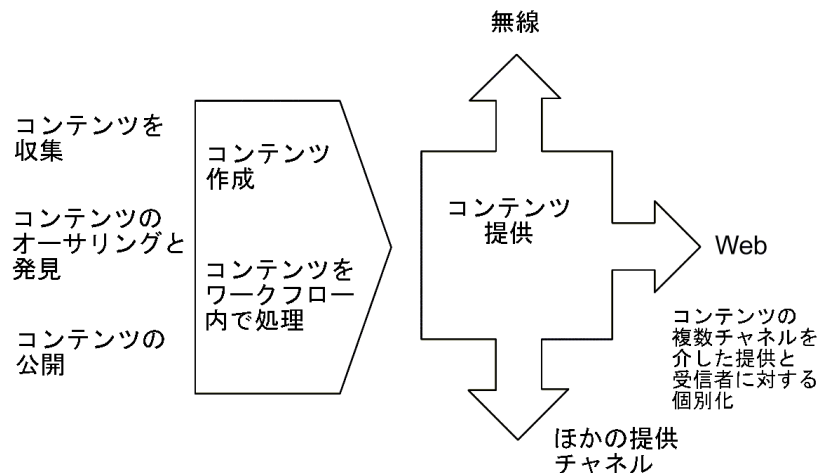 コンテンツを
収集
コンテンツの
オーサリングと
発見
コンテンツの
公開
コンテンツ
作成
コンテンツを
ワークフロー
内で処理
無線
コンテンツ
提供
Web
コンテンツの
複数チャネルを
介した提供と
受信者に対する
個別化
ほかの提供
チャネル